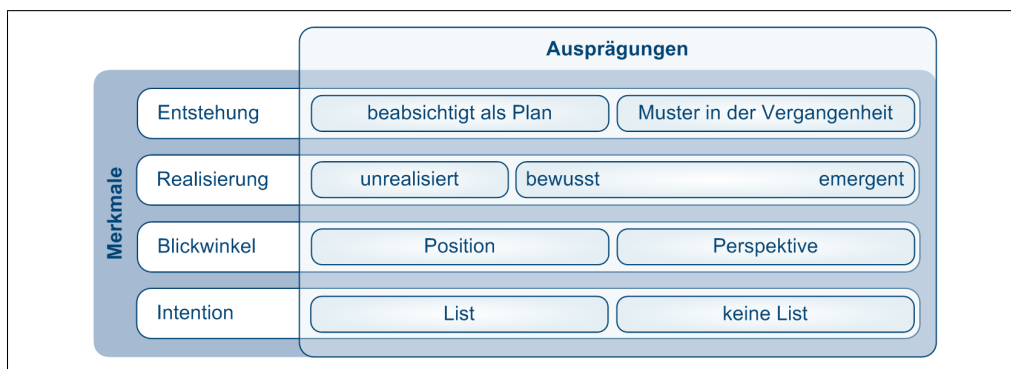 Ausprägungen
Merkmale
Entstehung beabsichtigt als Plan Muster in der Vergangenheit
Realisierung unrealisiert bewusst emergent
Blickwinkel Position Perspektive
Intention List keine List